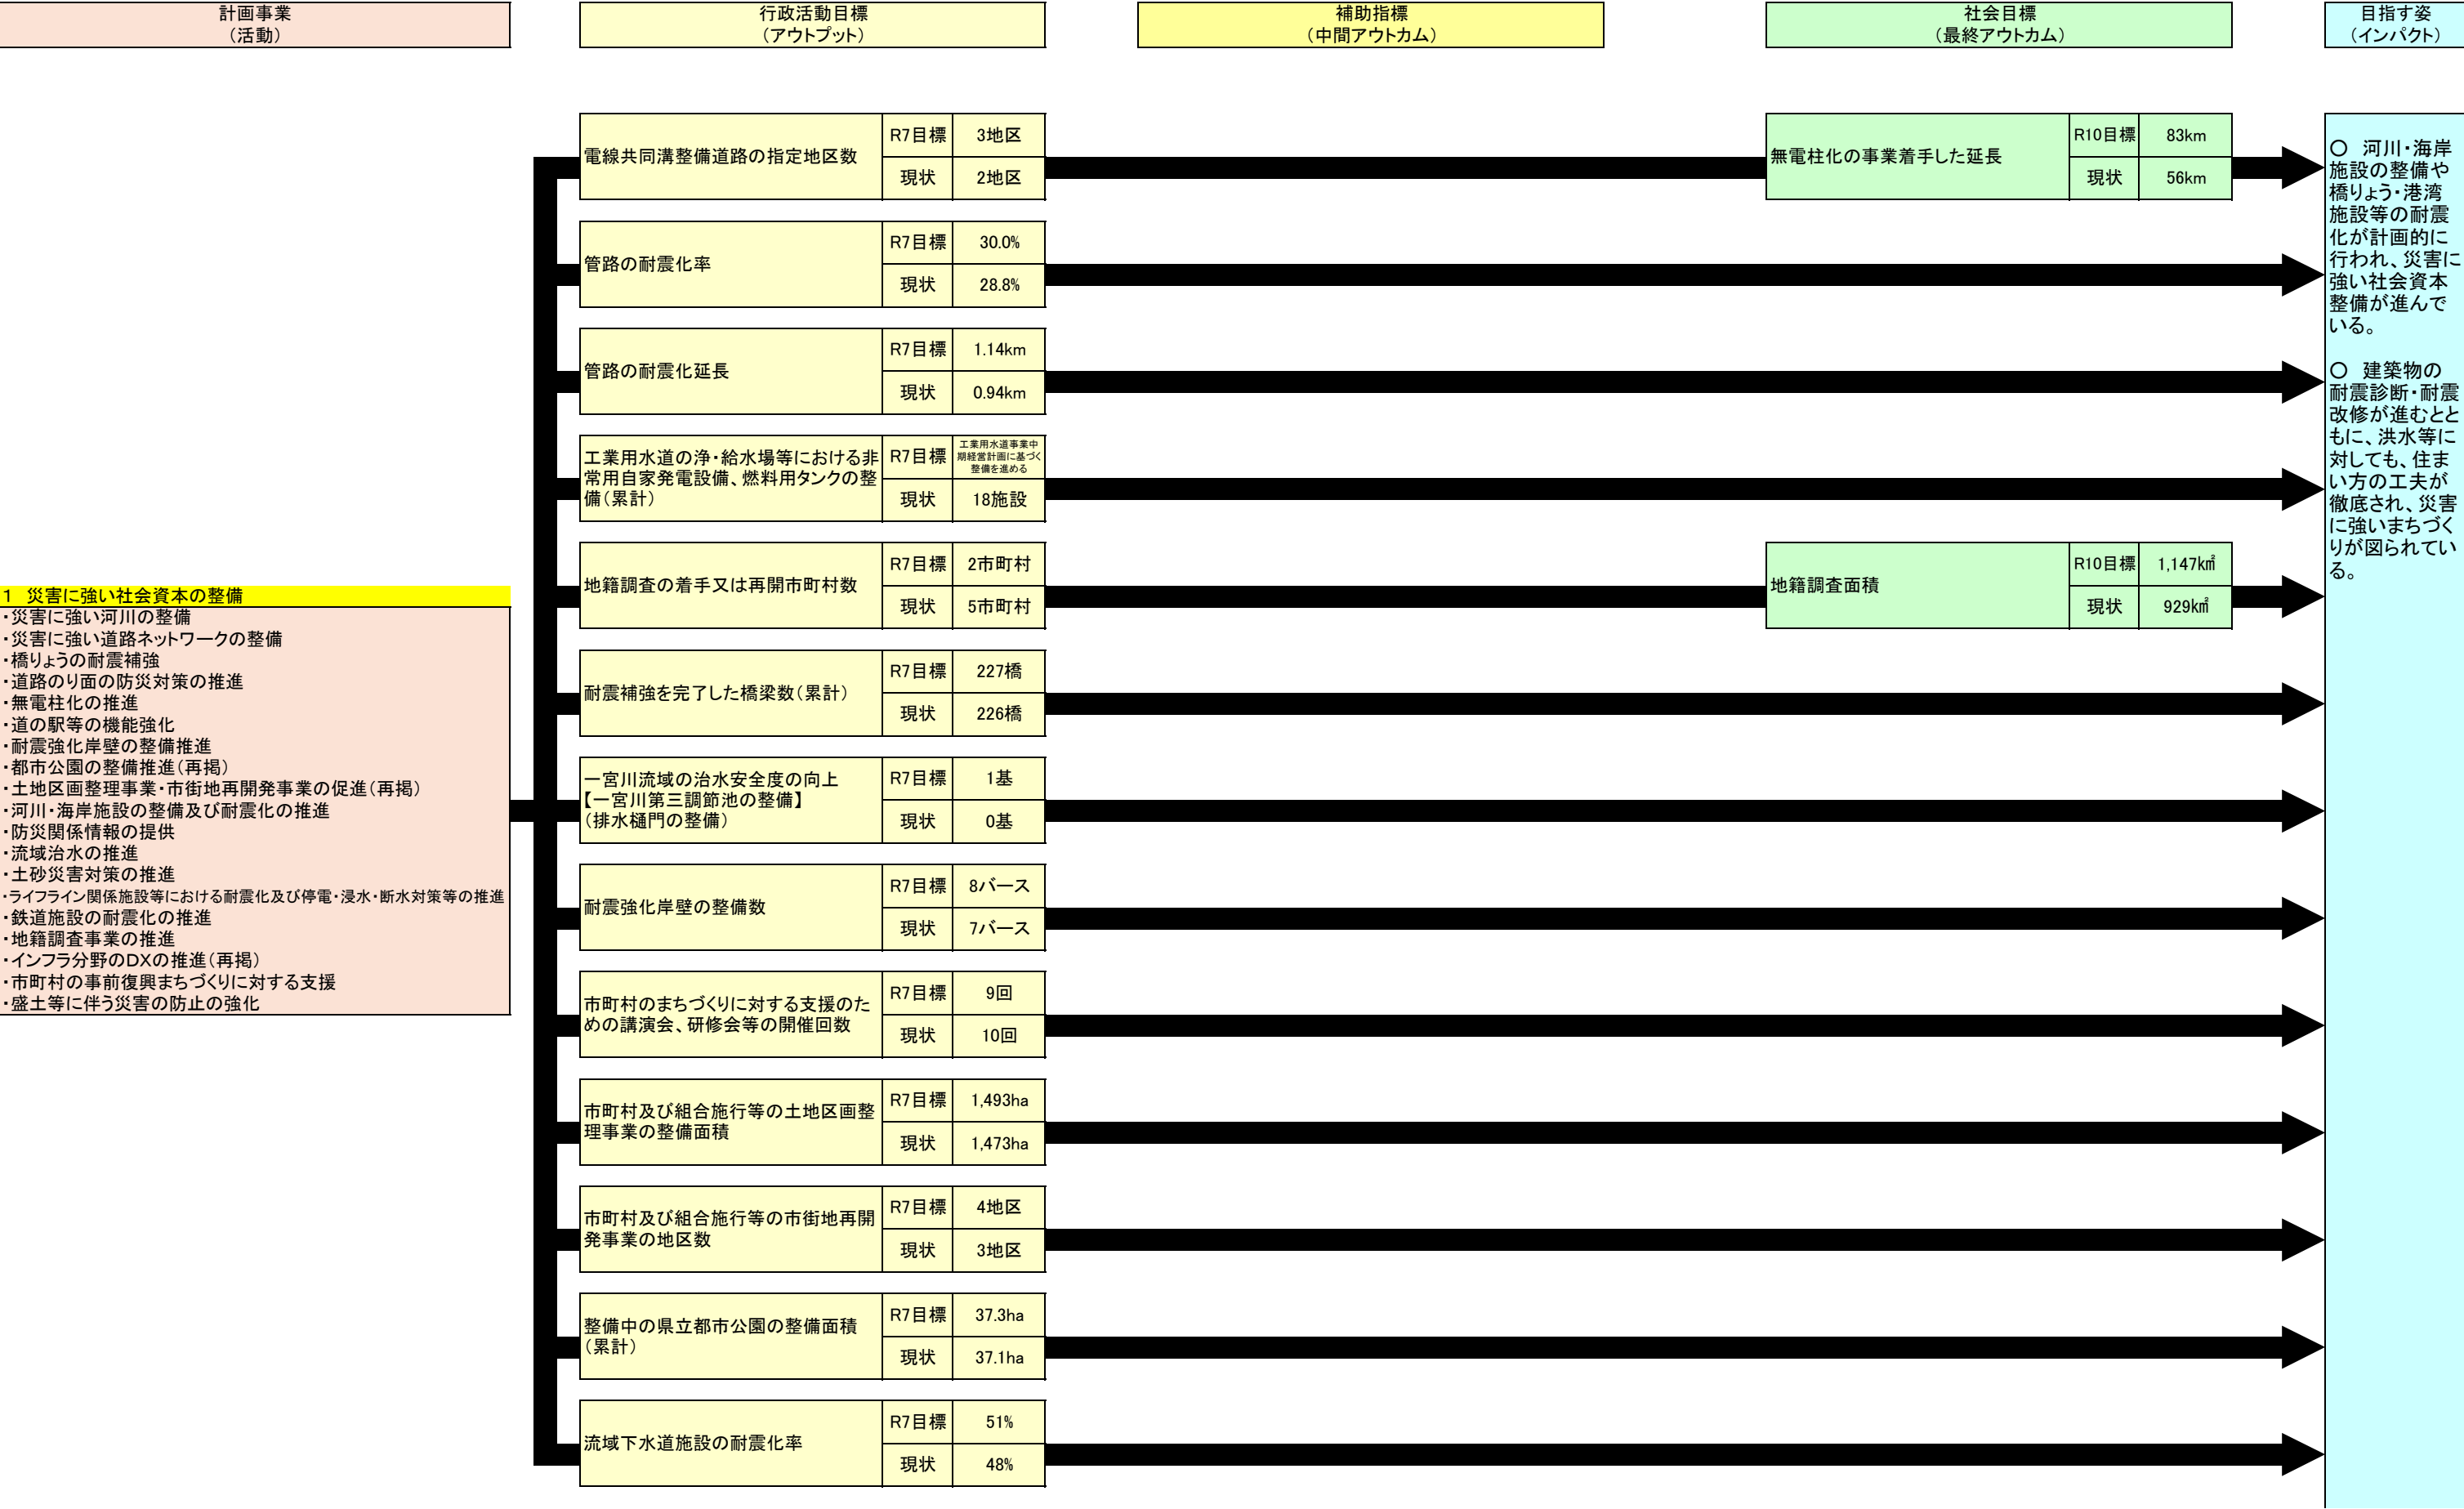 計画事業
（活動）
行政活動目標
（アウトプット）
補助指標
（中間アウトカム）
社会目標
（最終アウトカム）
目指す姿
（インパクト）
1　災害に強い社会資本の整備
・災害に強い河川の整備
・災害に強い道路ネットワークの整備
・橋りょうの耐震補強
・道路のり面の防災対策の推進
・無電柱化の推進
・道の駅等の機能強化
・耐震強化岸壁の整備推進
・都市公園の整備推進（再掲）
・土地区画整理事業・市街地再開発事業の促進（再掲）
・河川・海岸施設の整備及び耐震化の推進
・防災関係情報の提供
・流域治水の推進
・土砂災害対策の推進
・ライフライン関係施設等における耐震化及び停電・浸水・断水対策等の推進
・鉄道施設の耐震化の推進
・地籍調査事業の推進
・インフラ分野のDXの推進（再掲）
・市町村の事前復興まちづくりに対する支援
・盛土等に伴う災害の防止の強化
電線共同溝整備道路の指定地区数
R7目標 3地区
現状 2地区
無電柱化の事業着手した延長
R10目標 83km
現状 56km
管路の耐震化率
R7目標 30.0%
現状 28.8%
管路の耐震化延長
R7目標 1.14km
現状 0.94km
工業用水道の浄・給水場等における非
常用自家発電設備、燃料用タンクの整
備（累計）
R7目標
工業用水道事業中
期経営計画に基づく
整備を進める
現状 18施設
地籍調査の着手又は再開市町村数
R7目標 2市町村
現状 5市町村
地籍調査面積
R10目標 1,147㎢
現状 929㎢
耐震補強を完了した橋梁数（累計）
R7目標 227橋
現状 226橋
一宮川流域の治水安全度の向上
【一宮川第三調節池の整備】
（排水樋門の整備）
R7目標 1基
現状 0基
耐震強化岸壁の整備数
R7目標 8バース
現状 7バース
市町村のまちづくりに対する支援のた
めの講演会、研修会等の開催回数
R7目標 9回
現状 10回
市町村及び組合施行等の土地区画整
理事業の整備面積
R7目標 1,493ha
現状 1,473ha
市町村及び組合施行等の市街地再開
発事業の地区数
R7目標 4地区
現状 3地区
整備中の県立都市公園の整備面積
（累計）
R7目標 37.3ha
現状 37.1ha
流域下水道施設の耐震化率
R7目標 51%
現状 48%
○　河川・海岸
施設の整備や
橋りょう・港湾
施設等の耐震
化が計画的に
行われ、災害に
強い社会資本
整備が進んで
いる。
○　建築物の
耐震診断・耐震
改修が進むとと
もに、洪水等に
対しても、住ま
い方の工夫が
徹底され、災害
に強いまちづく
りが図られてい
る。